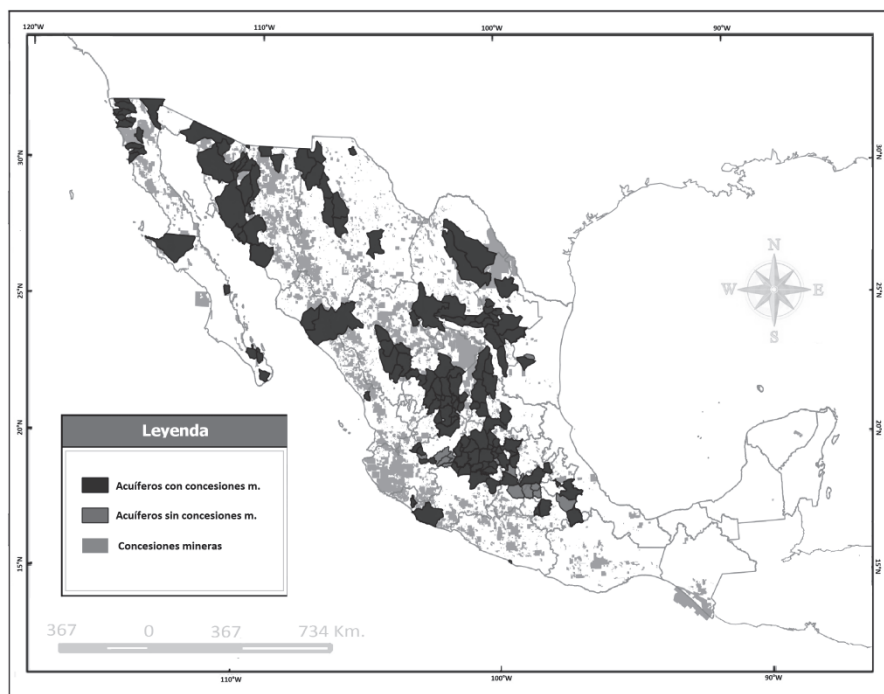 120°W
110°W
100°W
90°W
30°N
30°N
25°N
25°N
20°N
20°N
15°N
15°N
N
W
E
S
Leyenda
Acuíferos con concesiones m.
Acuíferos sin concesiones m.
Concesiones mineras
367
0
367
734 Km.
110°W
100°W
90°W